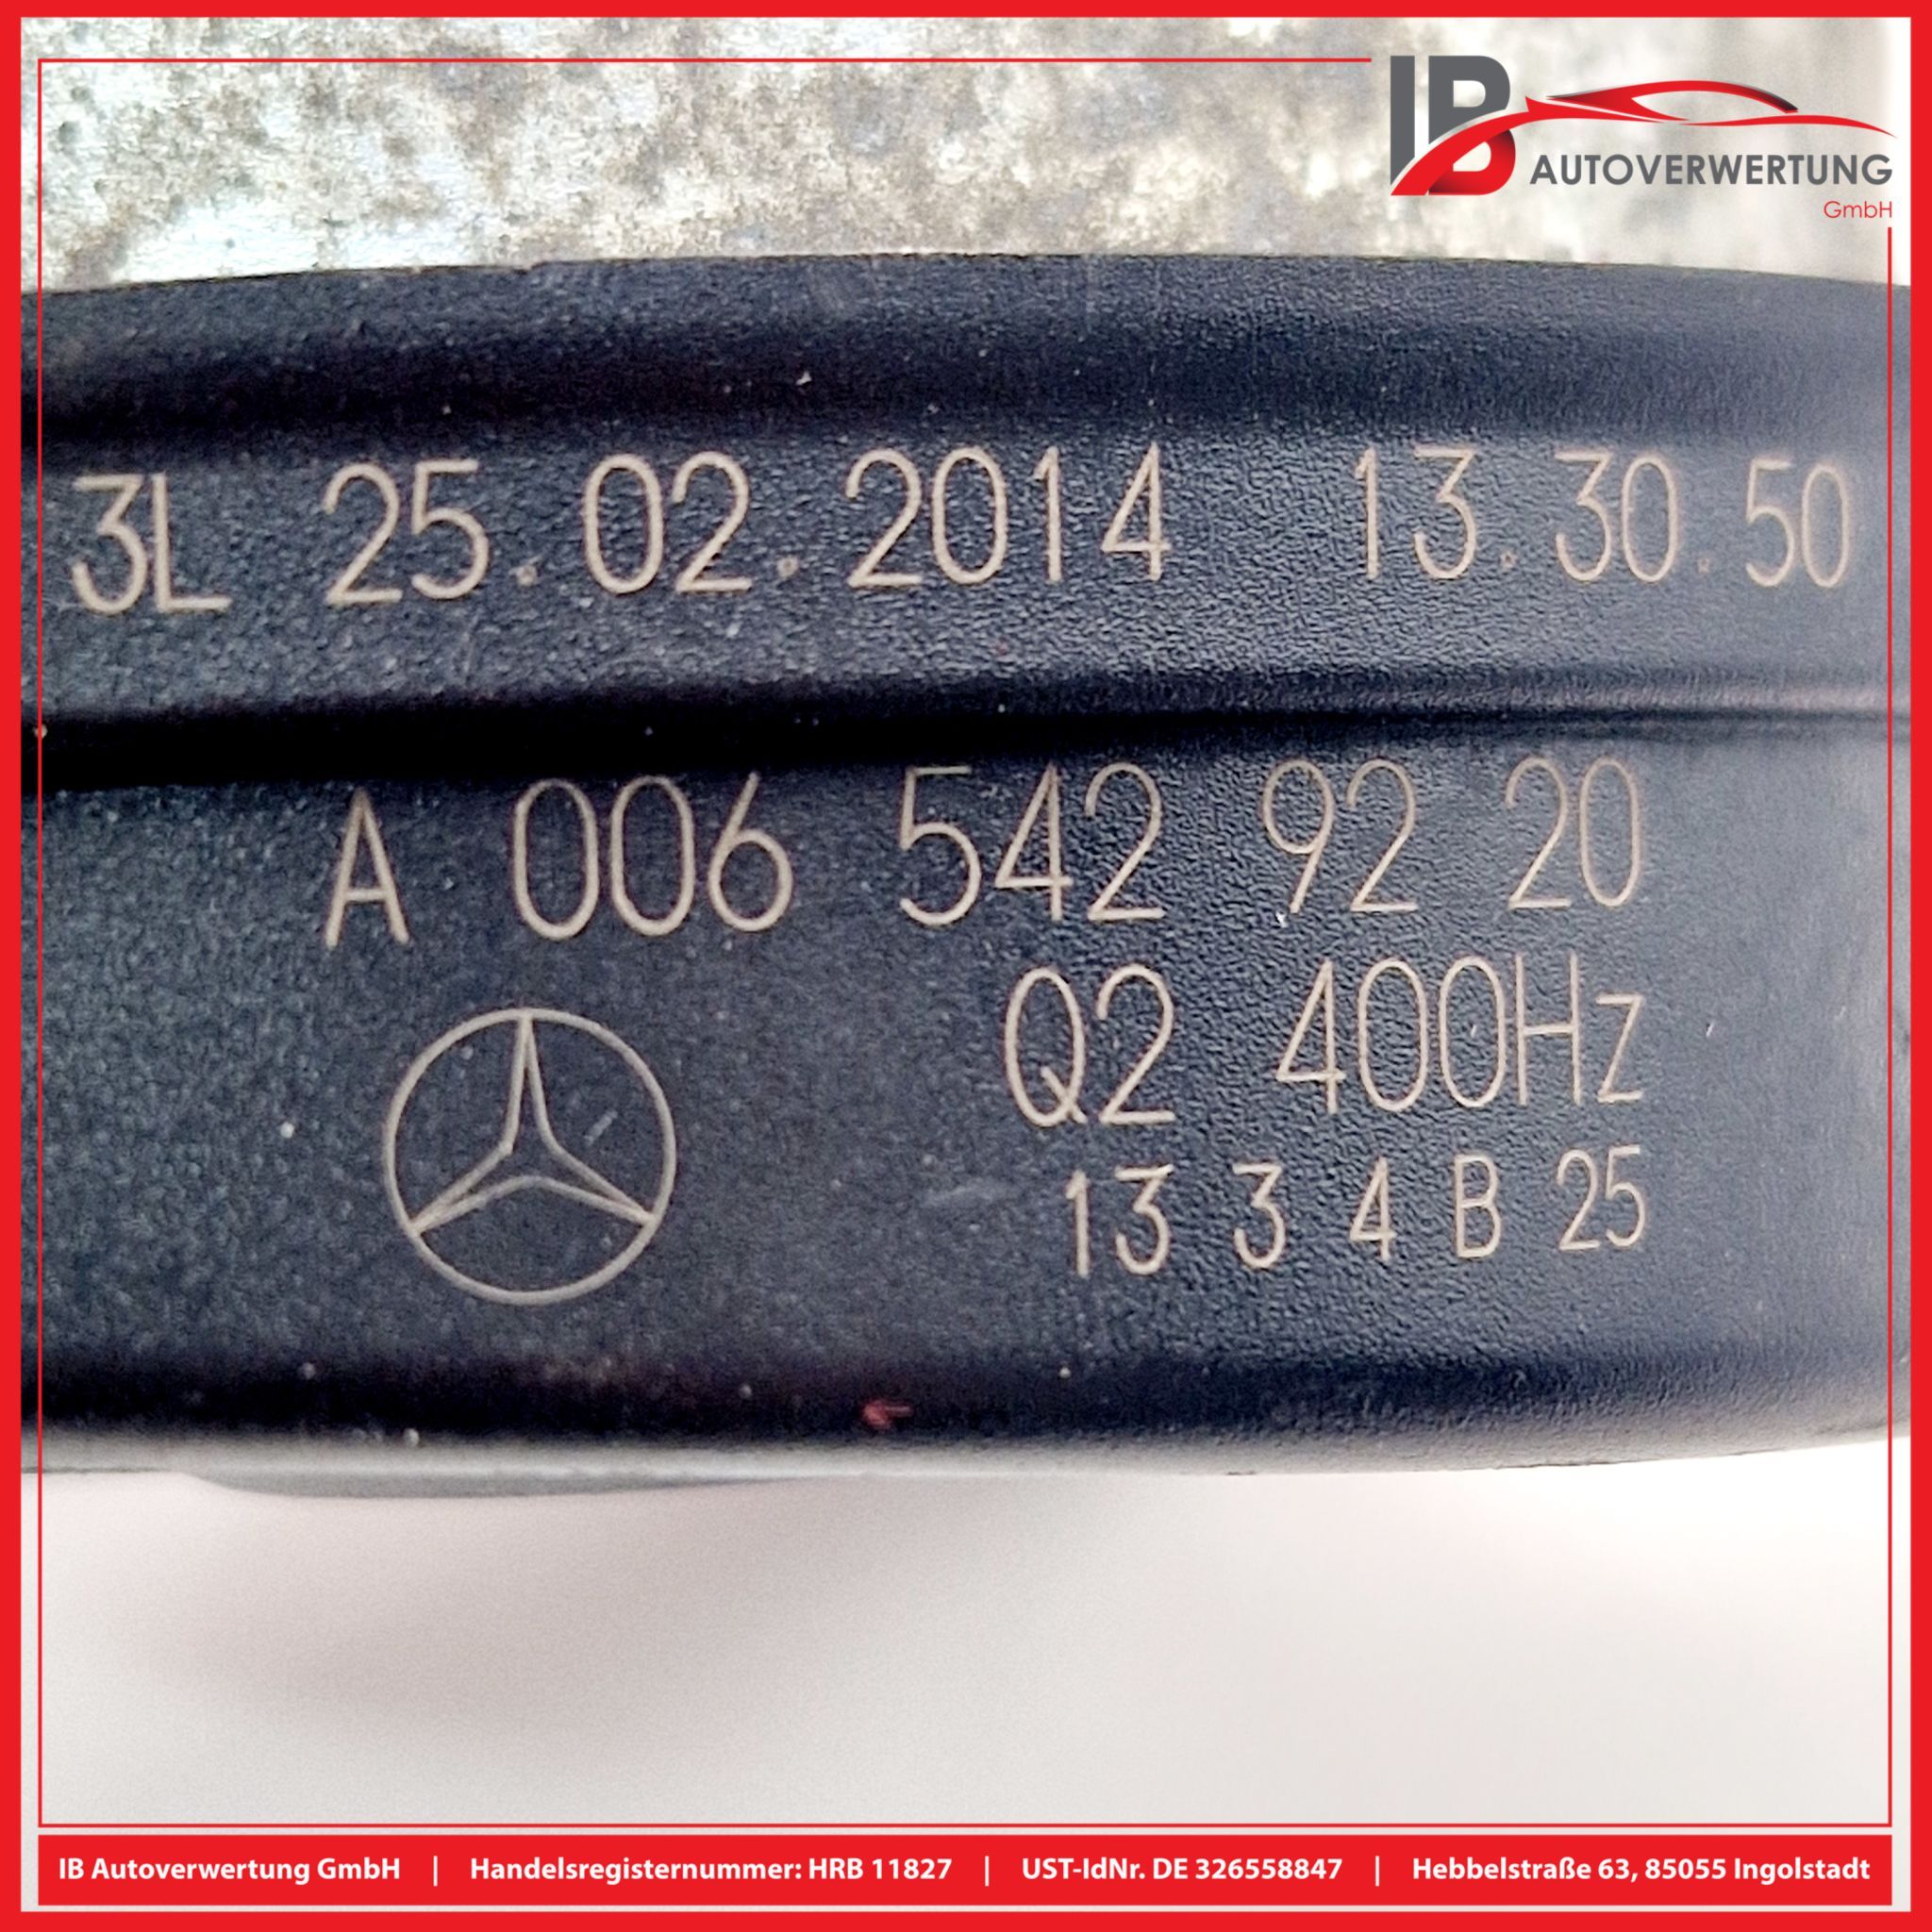 IB
AUTOVERWERTUNG
GmbH
3L 25.02.2014 13.30.50
A 006 542 92 20
Q2 400Hz
13 3 4 B 25
IB Autoverwertung GmbH | Handelsregisternummer: HRB 11827 | UST-IdNr. DE 326558847 | Hebbelstraße 63, 85055 Ingolstadt